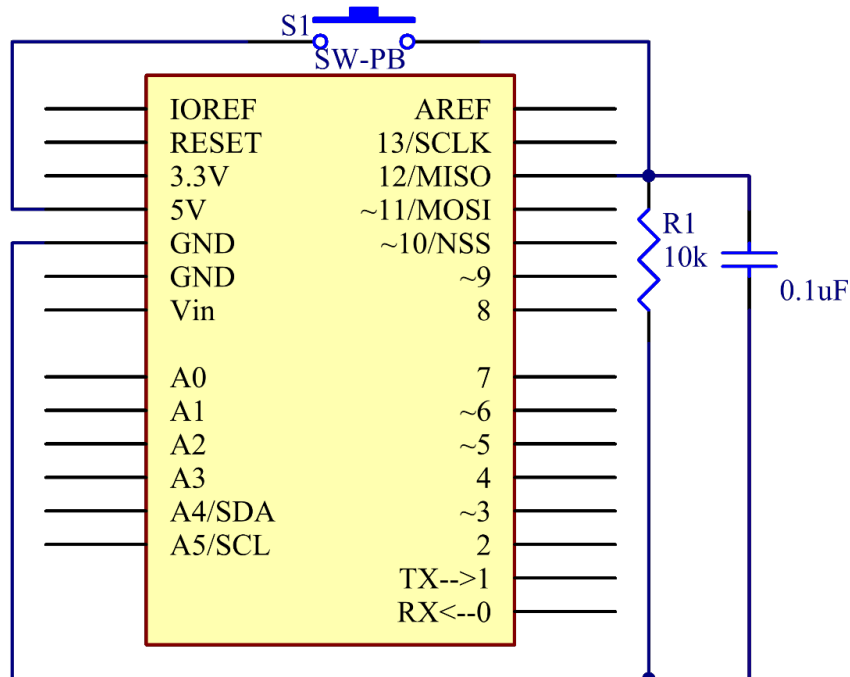 S1
SW-PB
IOREF AREF
RESET 13/SCLK
3.3V 12/MISO
5V ~11/MOSI
GND ~10/NSS
GND ~9
Vin 8
R1
10k
0.1uF
A0 7
A1 ~6
A2 ~5
A3 4
A4/SDA ~3
A5/SCL 2
TX-->1
RX<--0